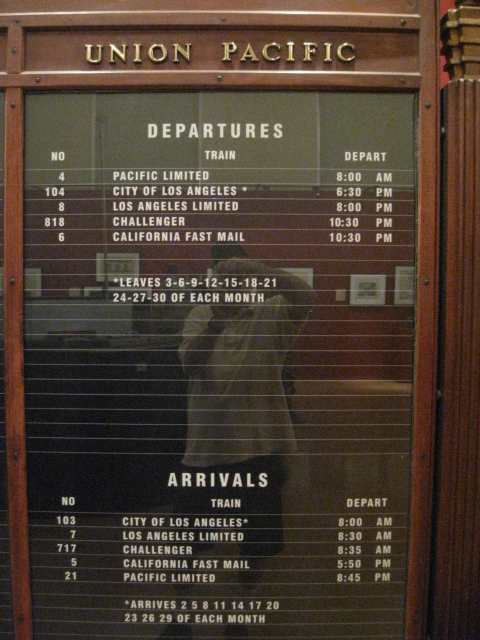 UNION PACIFIC
DEPARTURES
NO TRAIN DEPART
4 PACIFIC LIMITED 8:00 AM
104 CITY OF LOS ANGELES * 6:30 PM
8 LOS ANGELES LIMITED 8:00 PM
818 CHALLENGER 10:30 PM
6 CALIFORNIA FAST MAIL 10:30 PM
*LEAVES 3-6-9-12-15-18-21
24-27-30 OF EACH MONTH
ARRIVALS
NO TRAIN DEPART
103 CITY OF LOS ANGELES* 8:00 AM
7 LOS ANGELES LIMITED 8:30 AM
717 CHALLENGER 8:35 AM
5 CALIFORNIA FAST MAIL 5:50 PM
21 PACIFIC LIMITED 8:45 PM
*ARRIVES 2 5 8 11 14 17 20
23 26 29 OF EACH MONTH